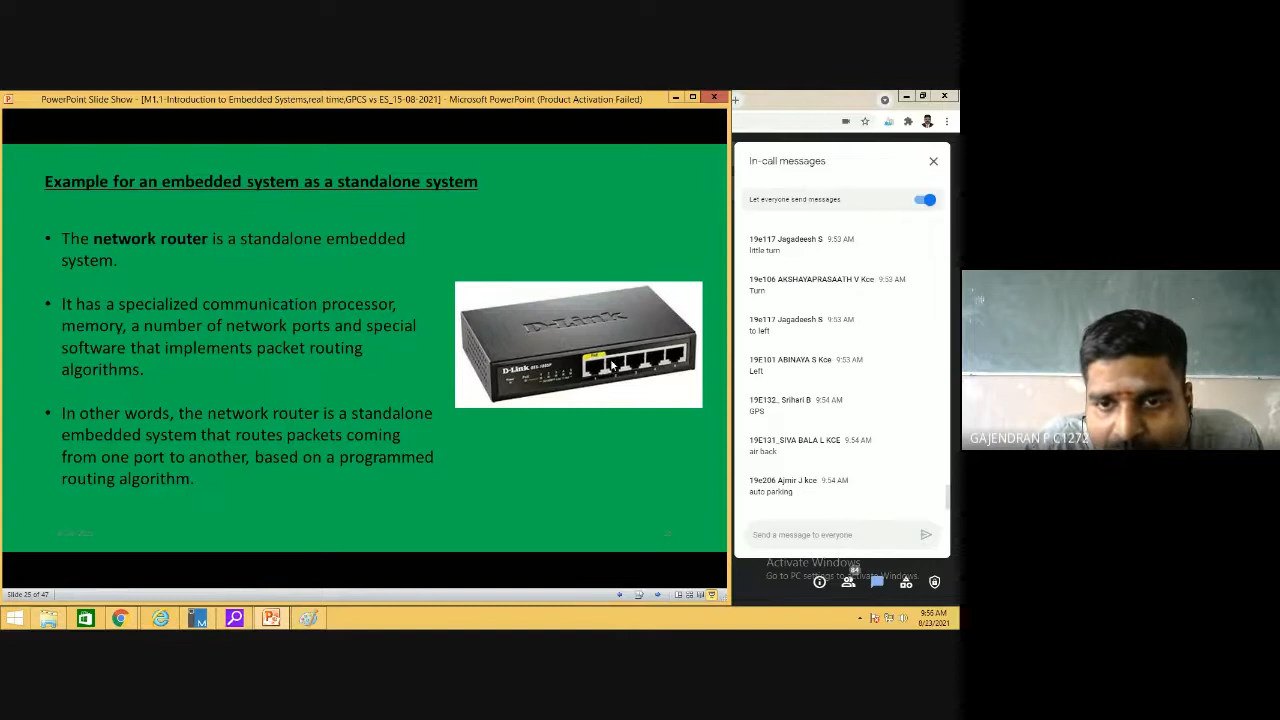 PowerPoint Slide Show - [M1.1-Introduction to Embedded Systems,real time,GPCS vs ES_15-08-2021] - Microsoft PowerPoint (Product Activation Failed)
Example for an embedded system as a standalone system
• The network router is a standalone embedded
system.
• It has a specialized communication processor,
memory, a number of network ports and special
software that implements packet routing
algorithms.
• In other words, the network router is a standalone
embedded system that routes packets coming
from one port to another, based on a programmed
routing algorithm.
D-Link
D-Link
Slide 25 of 47
In-call messages
Let everyone send messages
19e117 Jagadeesh S 9:53 AM
little turn
19e106 AKSHAYAPRASAATH V Kce 9:53 AM
Turn
19e117 Jagadeesh S 9:53 AM
to left
19E101 ABINAYA S Kce 9:53 AM
Left
19E132_ Srihari B 9:54 AM
GPS
19E131_SIVA BALA L KCE 9:54 AM
air back
19e206 Ajmir J kce 9:54 AM
auto parking
Send a message to everyone
Activate Windows
Go to PC settings to activate Windows.
84
9:56 AM
8/23/2021
GAJENDRAN P C1272